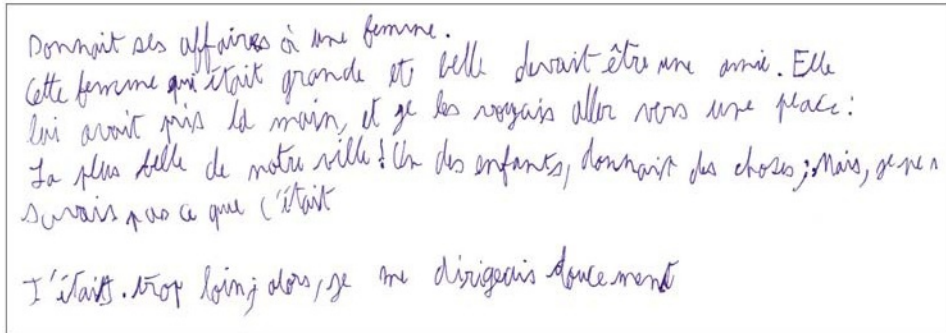 Donnait ses affaires à une femme.
Cette femme qui était grande et belle devait être une amie. Elle
lui avait pris la main, et je les voyais aller vers une place:
La plus belle de notre ville! Un des enfants, donnait des choses; Mais, je ne
savais pas ce que c'était
J'étais trop loin; alors, je me dirigeais doucement